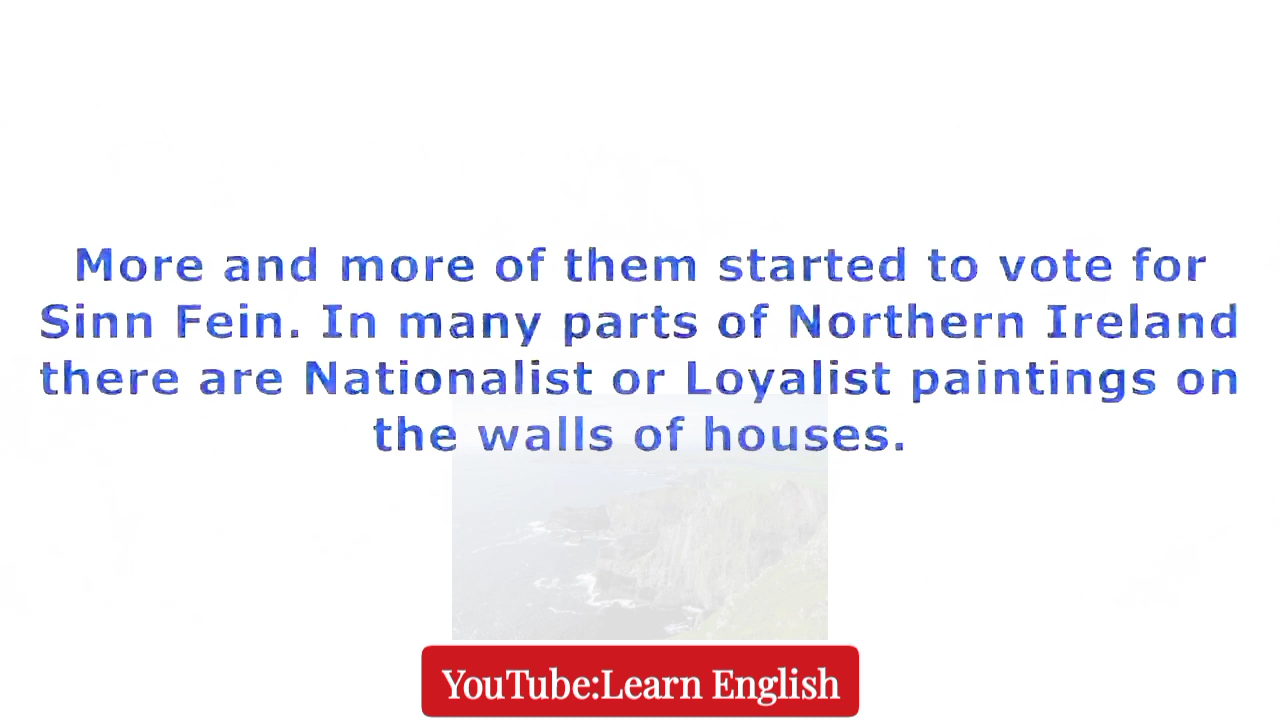 More and more of them started to vote for
Sinn Fein. In many parts of Northern Ireland
there are Nationalist or Loyalist paintings on
the walls of houses.
YouTube:Learn English